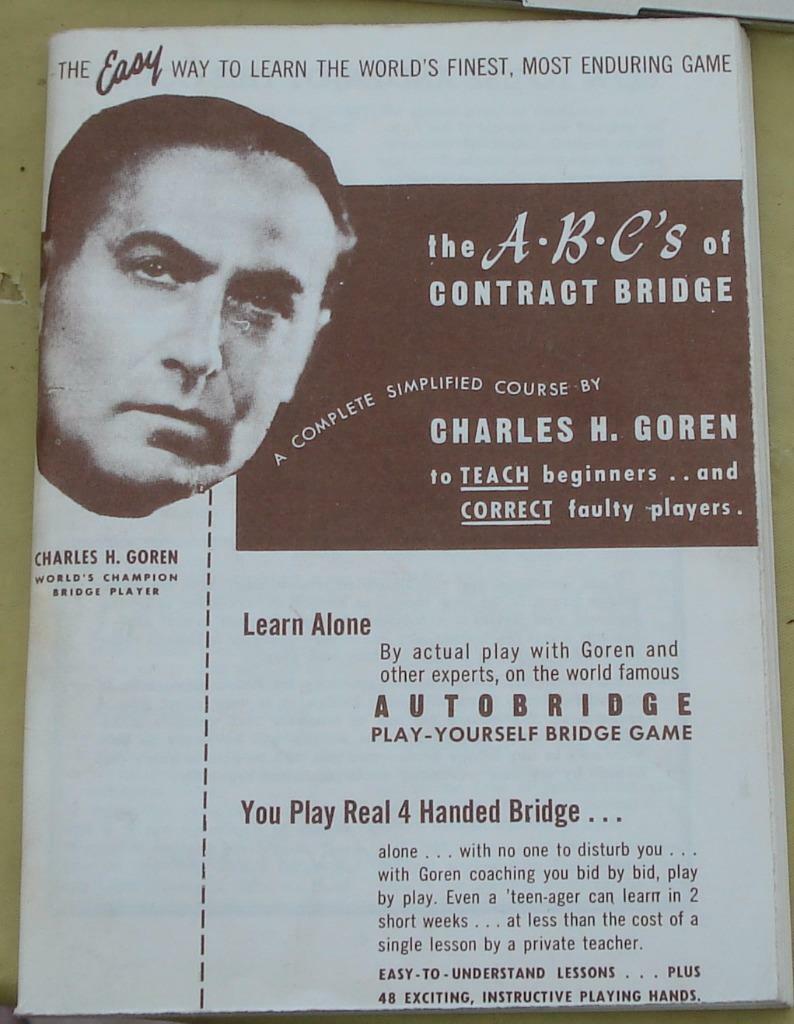 THE Easy WAY TO LEARN THE WORLD'S FINEST, MOST ENDURING GAME
the A·B·C's of
CONTRACT BRIDGE
A COMPLETE SIMPLIFIED COURSE BY
CHARLES H. GOREN
to TEACH beginners .. and
CORRECT faulty players.
CHARLES H. GOREN
WORLD'S CHAMPION
BRIDGE PLAYER
Learn Alone
By actual play with Goren and
other experts, on the world famous
AUTOBRIDGE
PLAY-YOURSELF BRIDGE GAME
You Play Real 4 Handed Bridge . . .
alone . . . with no one to disturb you . . .
with Goren coaching you bid by bid, play
by play. Even a 'teen-ager can learn in 2
short weeks . . . at less than the cost of a
single lesson by a private teacher.
EASY-TO-UNDERSTAND LESSONS . . . PLUS
48 EXCITING, INSTRUCTIVE PLAYING HANDS.